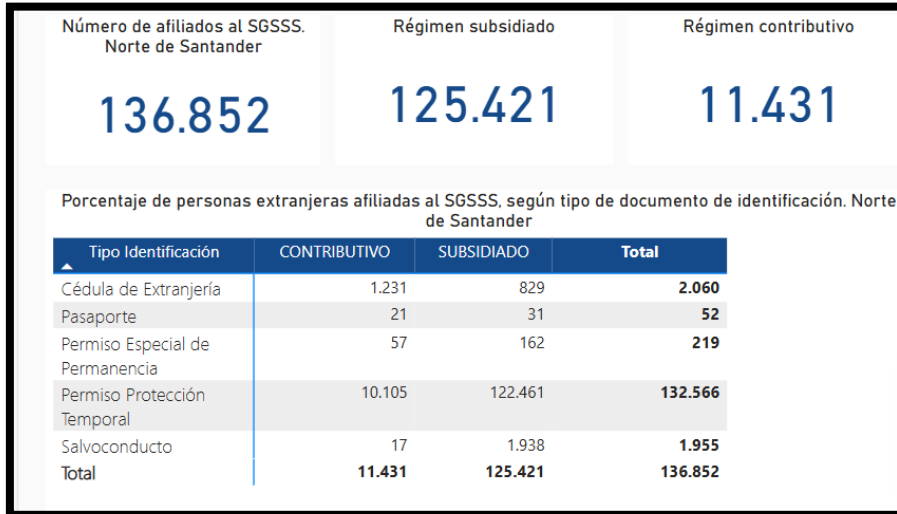 Número de afiliados al SGSSS.
Norte de Santander
136.852
Régimen subsidiado
125.421
Régimen contributivo
11.431
Porcentaje de personas extranjeras afiliadas al SGSSS, según tipo de documento de identificación. Norte
de Santander
Tipo Identificación CONTRIBUTIVO SUBSIDIADO Total
Cédula de Extranjería 1.231 829 2.060
Pasaporte 21 31 52
Permiso Especial de 57 162 219
Permanencia
Permiso Protección 10.105 122.461 132.566
Temporal
Salvoconducto 17 1.938 1.955
Total 11.431 125.421 136.852